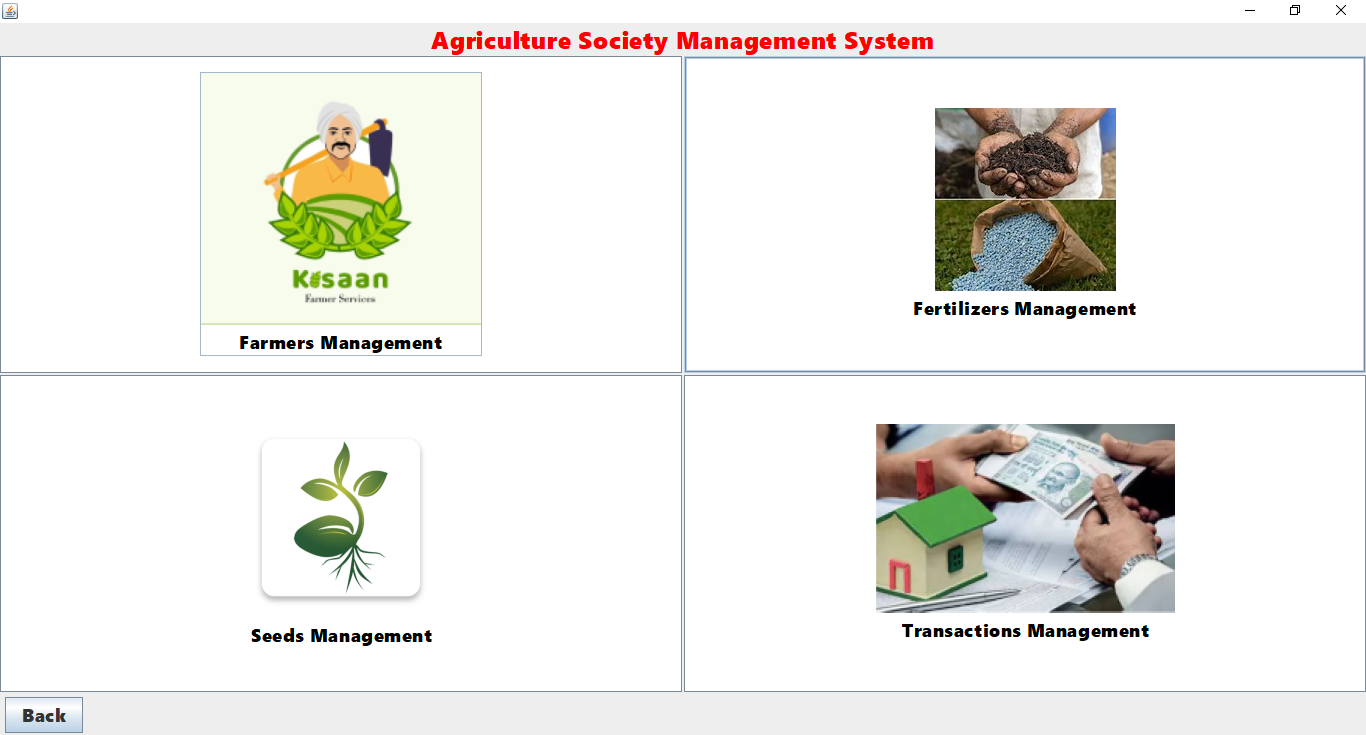 Agriculture Society Management System
Kisaan
Farmer Services
Farmers Management
Fertilizers Management
Seeds Management
Transactions Management
Back